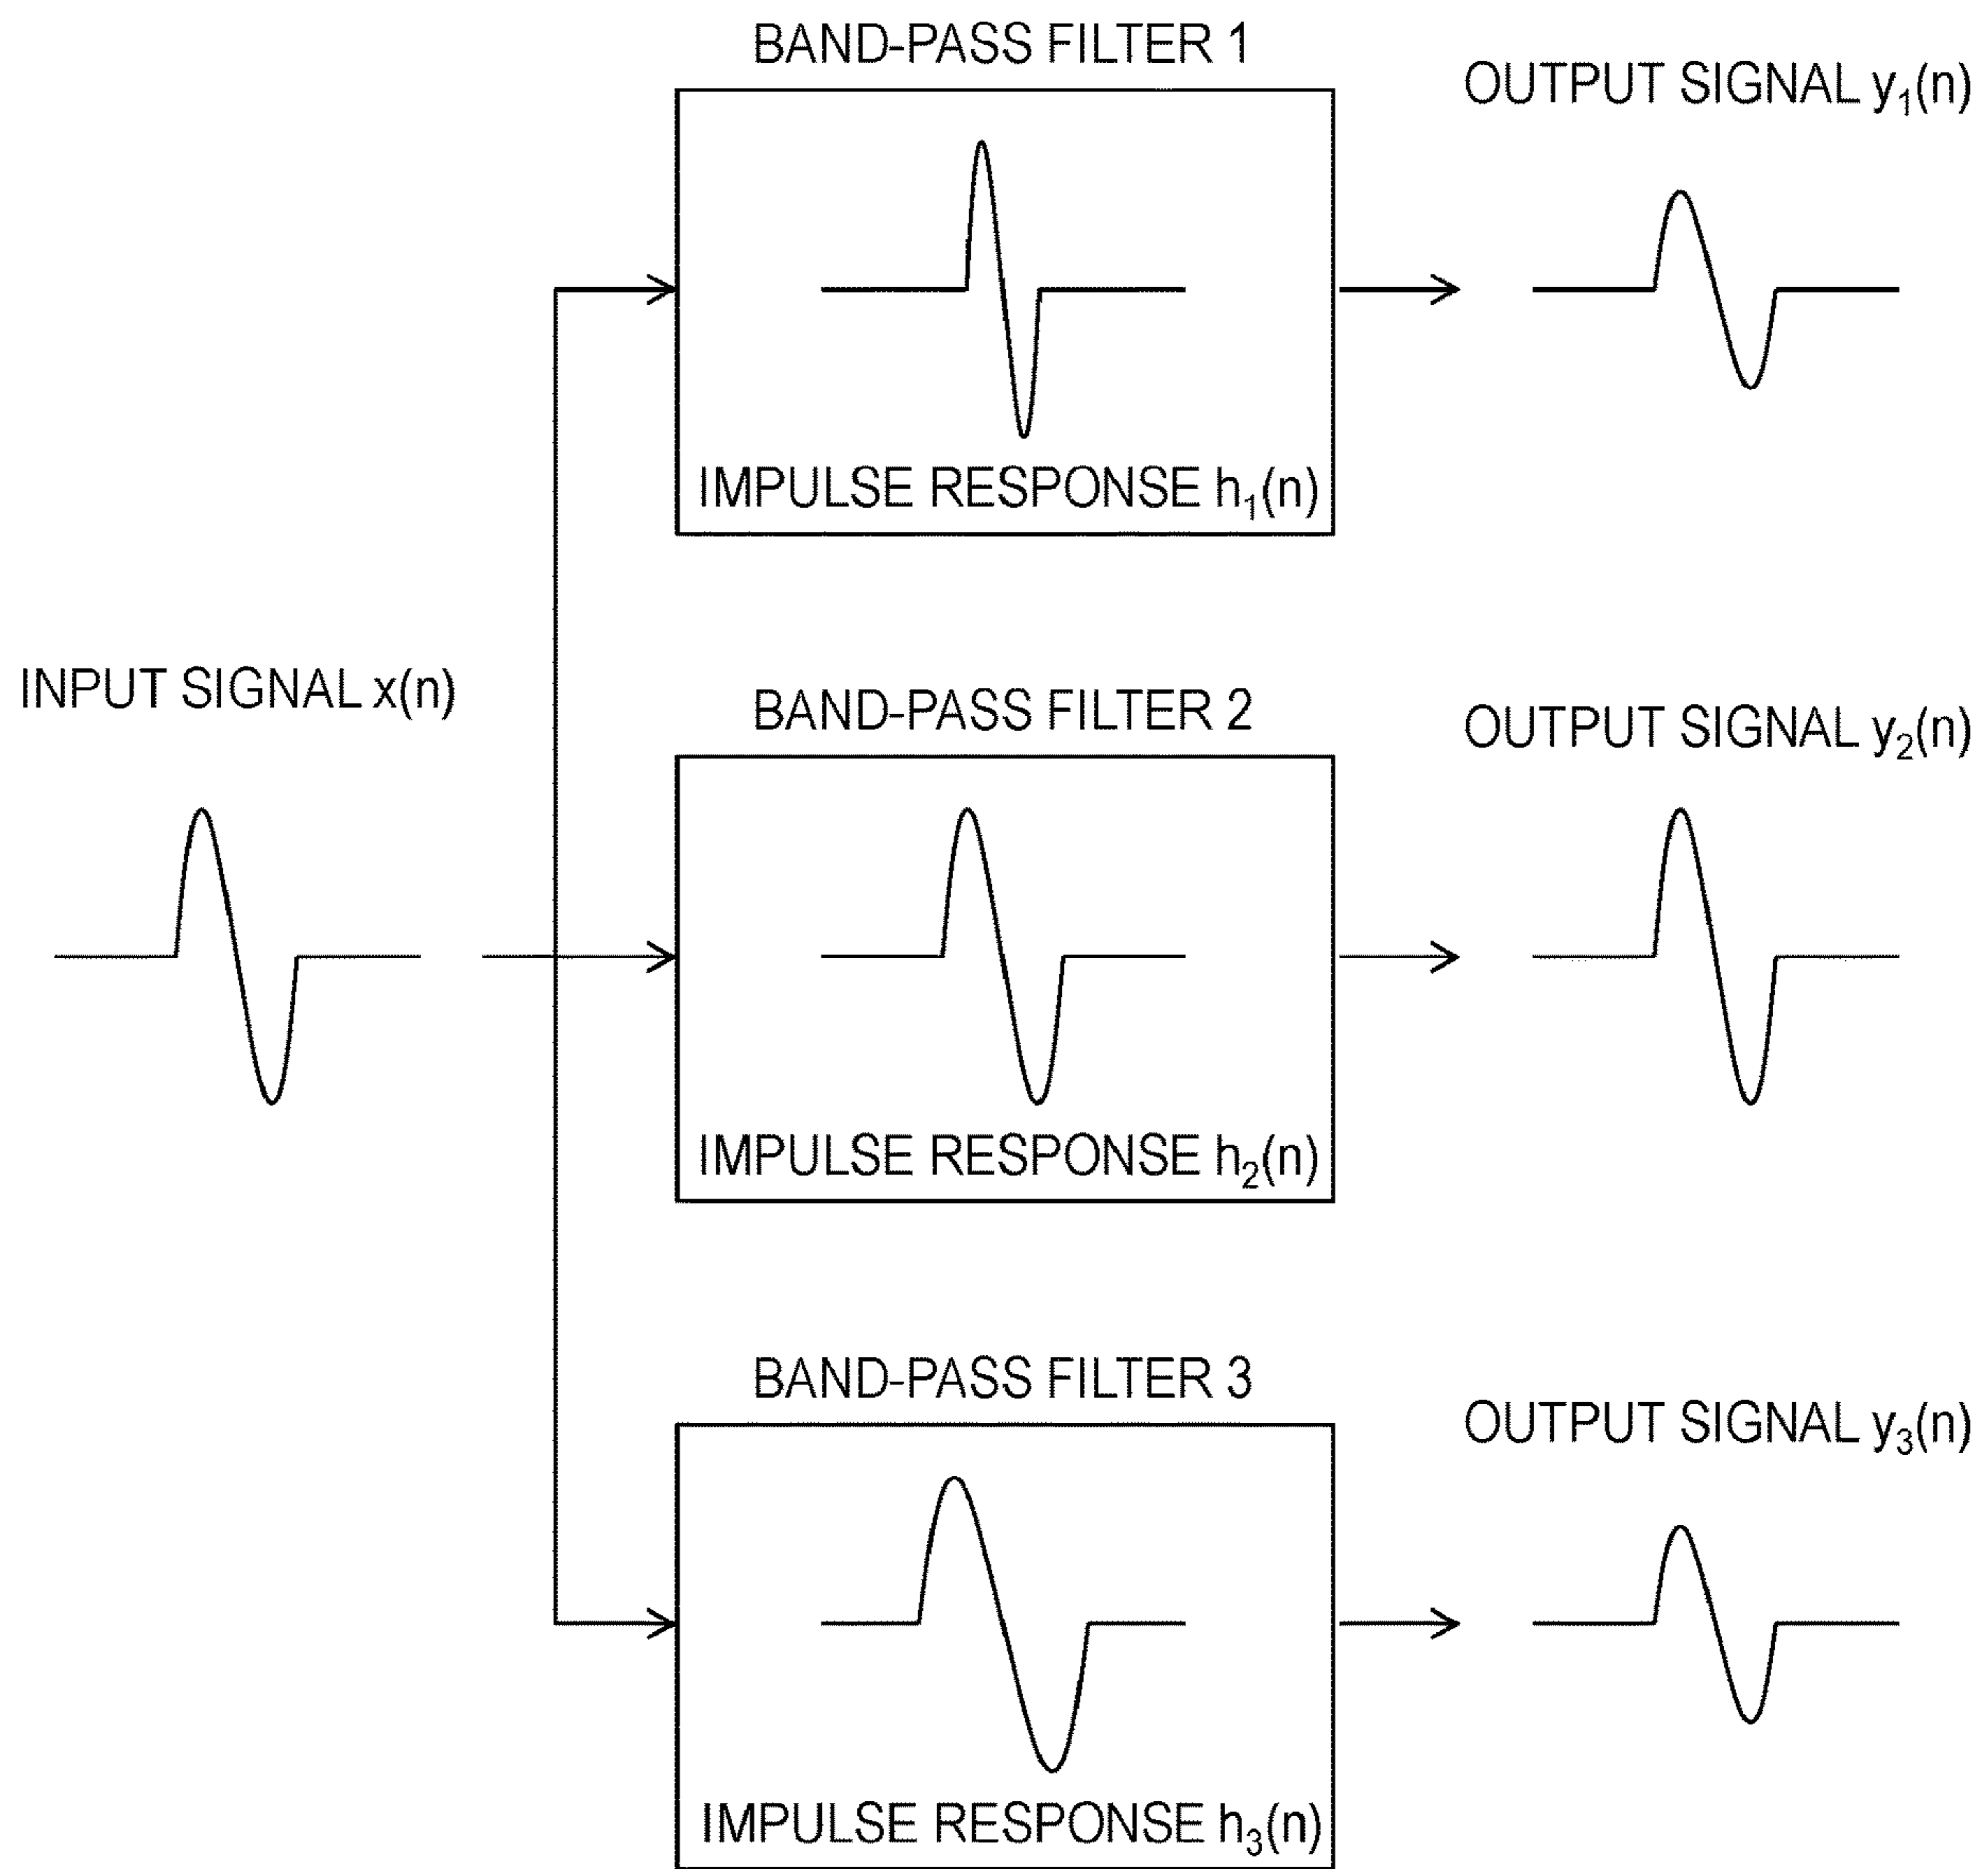 BAND-PASS FILTER 1
OUTPUT SIGNAL y₁(n)
IMPULSE RESPONSE h₁(n)
INPUT SIGNAL x(n)
BAND-PASS FILTER 2
OUTPUT SIGNAL y₂(n)
IMPULSE RESPONSE h₂(n)
BAND-PASS FILTER 3
OUTPUT SIGNAL y₃(n)
IMPULSE RESPONSE h₃(n)